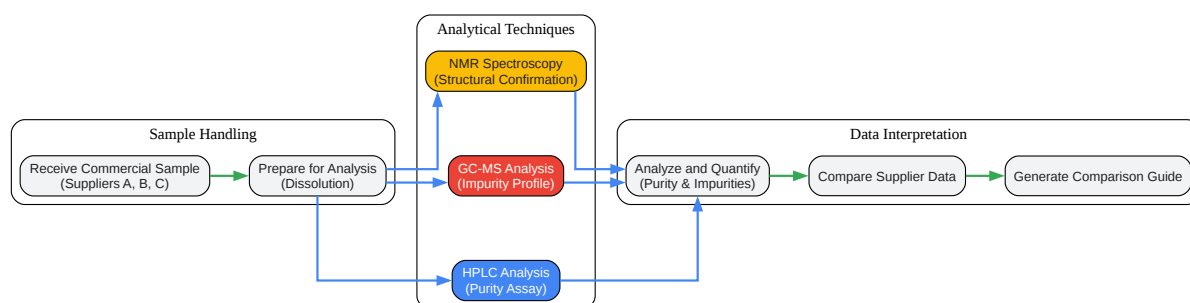 Analytical Techniques
NMR Spectroscopy
(Structural Confirmation)
Sample Handling
Receive Commercial Sample
(Suppliers A, B, C)
Prepare for Analysis
(Dissolution)
GC-MS Analysis
(Impurity Profile)
HPLC Analysis
(Purity Assay)
Data Interpretation
Analyze and Quantify
(Purity & Impurities)
Compare Supplier Data
Generate Comparison Guide